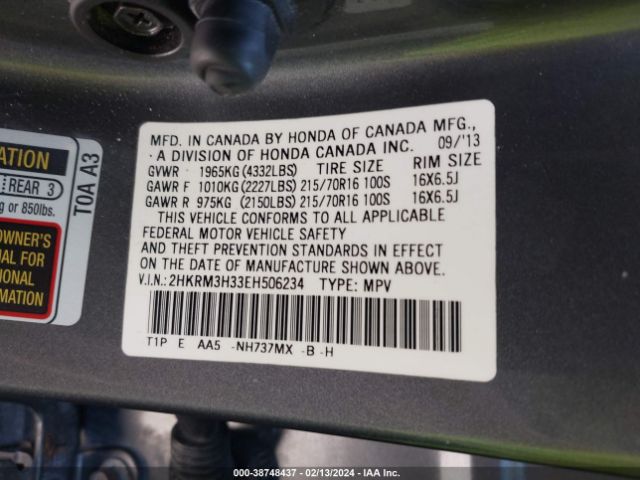 ATION
REAR 3
g or 850lbs.
TOA A3
OWNER'S
UAL FOR
IONAL
RMATION
MFD. IN CANADA BY HONDA OF CANADA MFG.,
· A DIVISION OF HONDA CANADA INC. 09/'13
GVWR · 1965KG (4332LBS) TIRE SIZE RIM SIZE
GAWR F 1010KG (2227LBS) 215/70R16 100S 16X6.5J
GAWR R 975KG (2150LBS) 215/70R16 100S 16X6.5J
THIS VEHICLE CONFORMS TO ALL APPLICABLE
FEDERAL MOTOR VEHICLE SAFETY
AND THEFT PREVENTION STANDARDS IN EFFECT
ON THE DATE OF MANUFACTURE SHOWN ABOVE.
V.I.N.: 2HKRM3H33EH506234 TYPE: MPV
T1P E AA5 -NH737MX -B -H
000-38748437 - 02/13/2024 - IAA Inc.